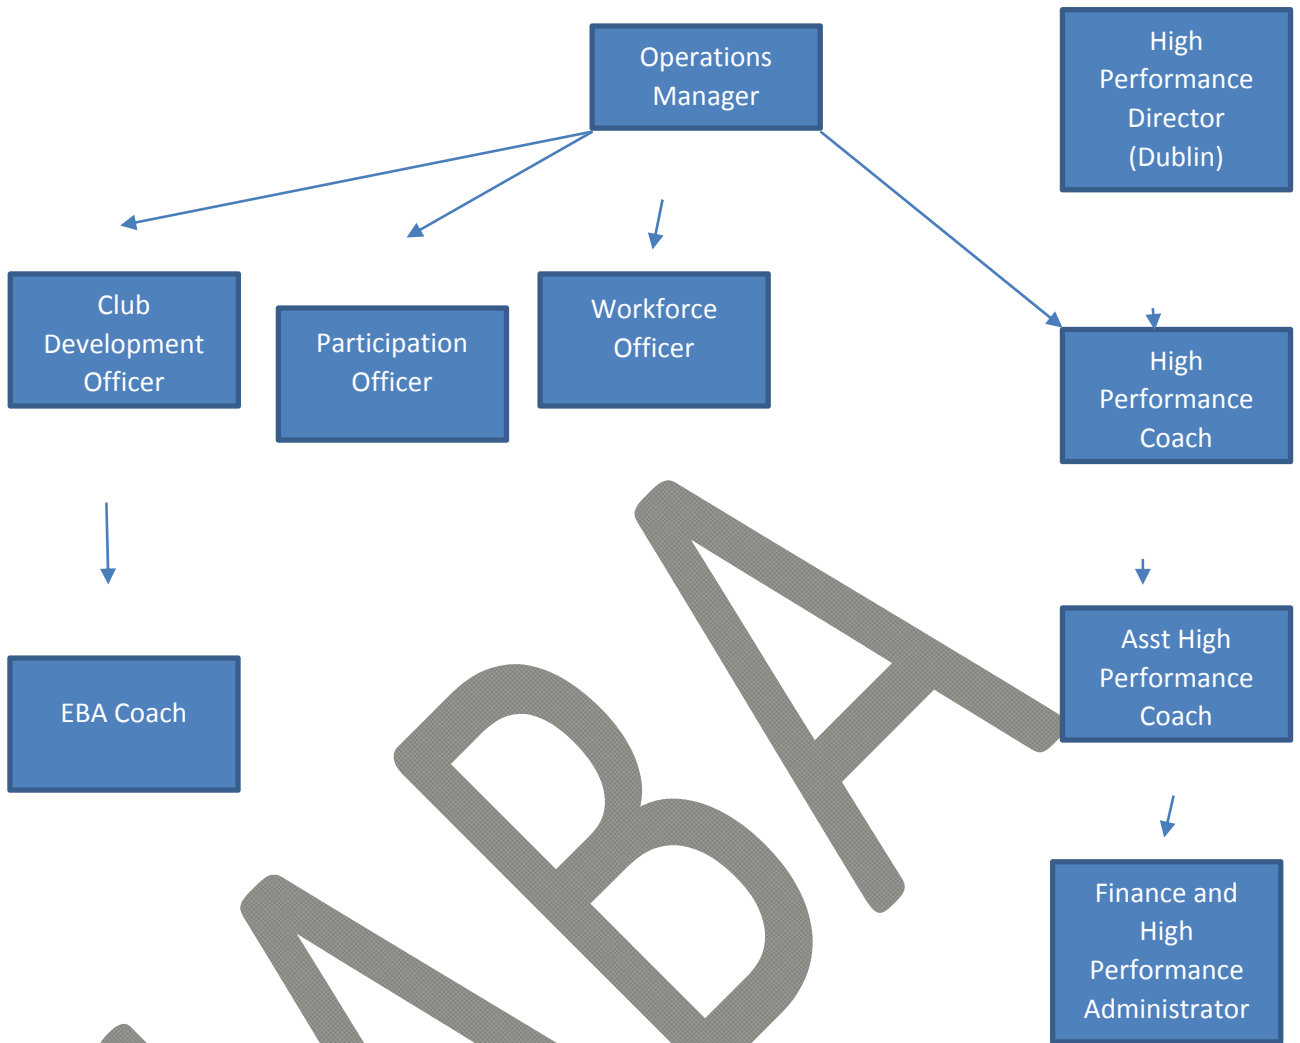 Operations
Manager
High
Performance
Director
(Dublin)
Club
Development
Officer
Participation
Officer
Workforce
Officer
High
Performance
Coach
EBA Coach
Asst High
Performance
Coach
Finance and
High
Performance
Administrator